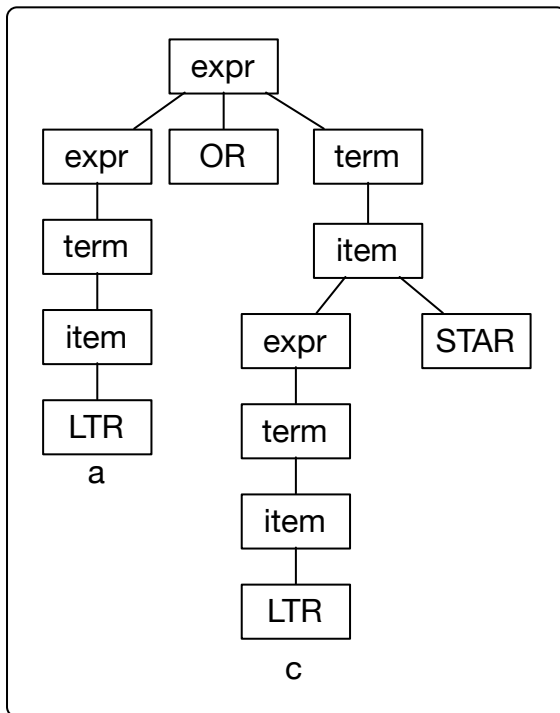 expr
expr OR term
term item
item expr STAR
LTR term
a
item
LTR
c